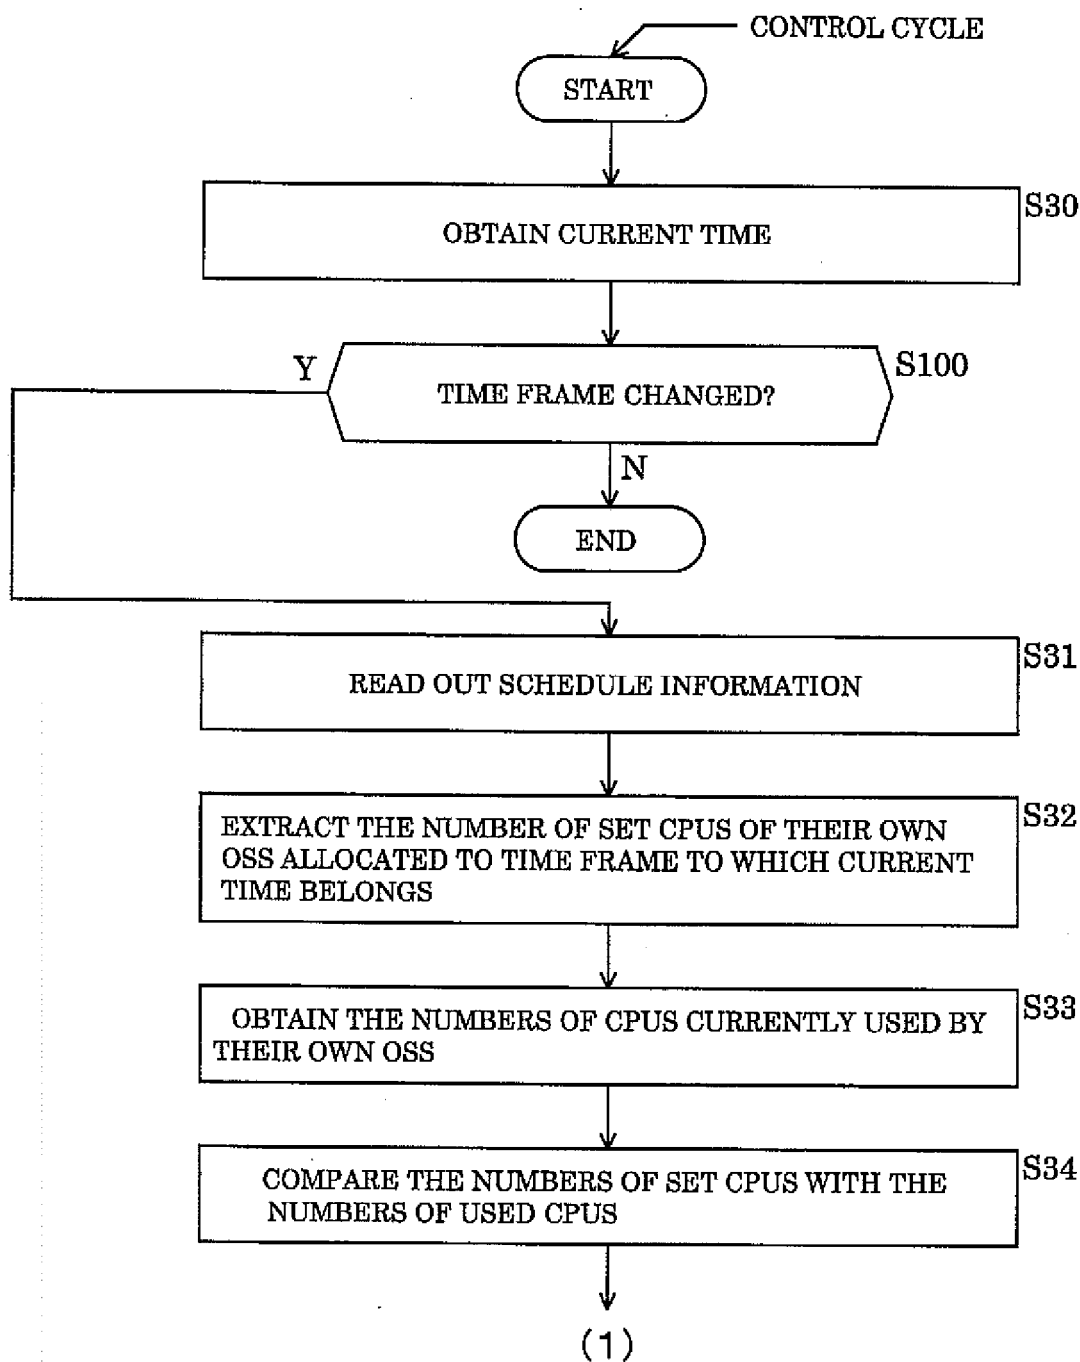 CONTROL CYCLE
START
S30
OBTAIN CURRENT TIME
Y
S100
TIME FRAME CHANGED?
N
END
S31
READ OUT SCHEDULE INFORMATION
S32
EXTRACT THE NUMBER OF SET CPUS OF THEIR OWN
OSS ALLOCATED TO TIME FRAME TO WHICH CURRENT
TIME BELONGS
S33
OBTAIN THE NUMBERS OF CPUS CURRENTLY USED BY
THEIR OWN OSS
S34
COMPARE THE NUMBERS OF SET CPUS WITH THE
NUMBERS OF USED CPUS
(1)